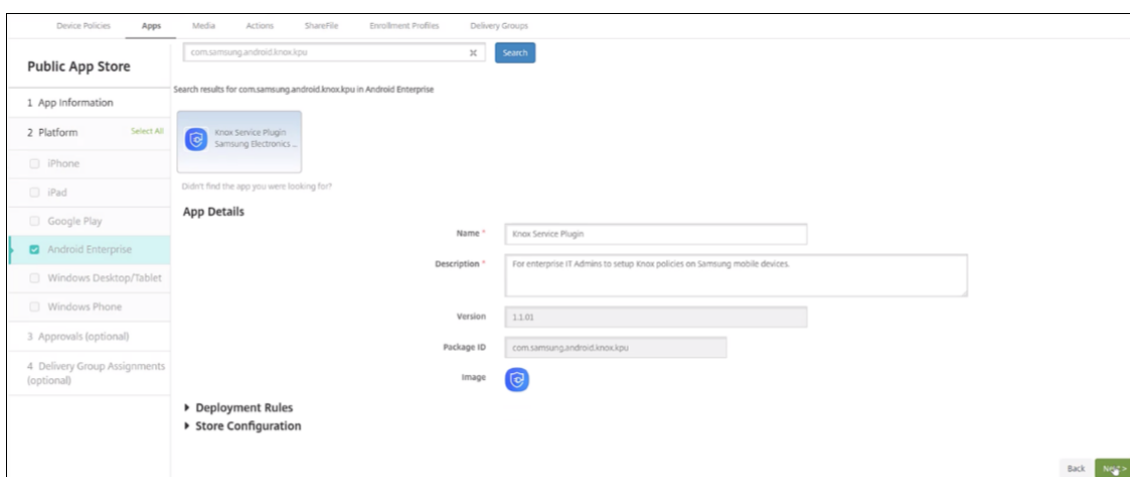 Device Policies Apps Media Actions ShareFile Enrollment Profiles Delivery Groups
Public App Store
1 App Information
2 Platform Select All
iPhone
iPad
Google Play
Android Enterprise
Windows Desktop/Tablet
Windows Phone
3 Approvals (optional)
4 Delivery Group Assignments
(optional)
com.samsung.android.knox.kpu Search
Search results for com.samsung.android.knox.kpu in Android Enterprise
Knox Service Plugin
Samsung Electronics ...
Didn't find the app you were looking for?
App Details
Name * Knox Service Plugin
Description * For enterprise IT Admins to setup Knox policies on Samsung mobile devices.
Version 1.1.01
Package ID com.samsung.android.knox.kpu
Image
Deployment Rules
Store Configuration
Back Next >